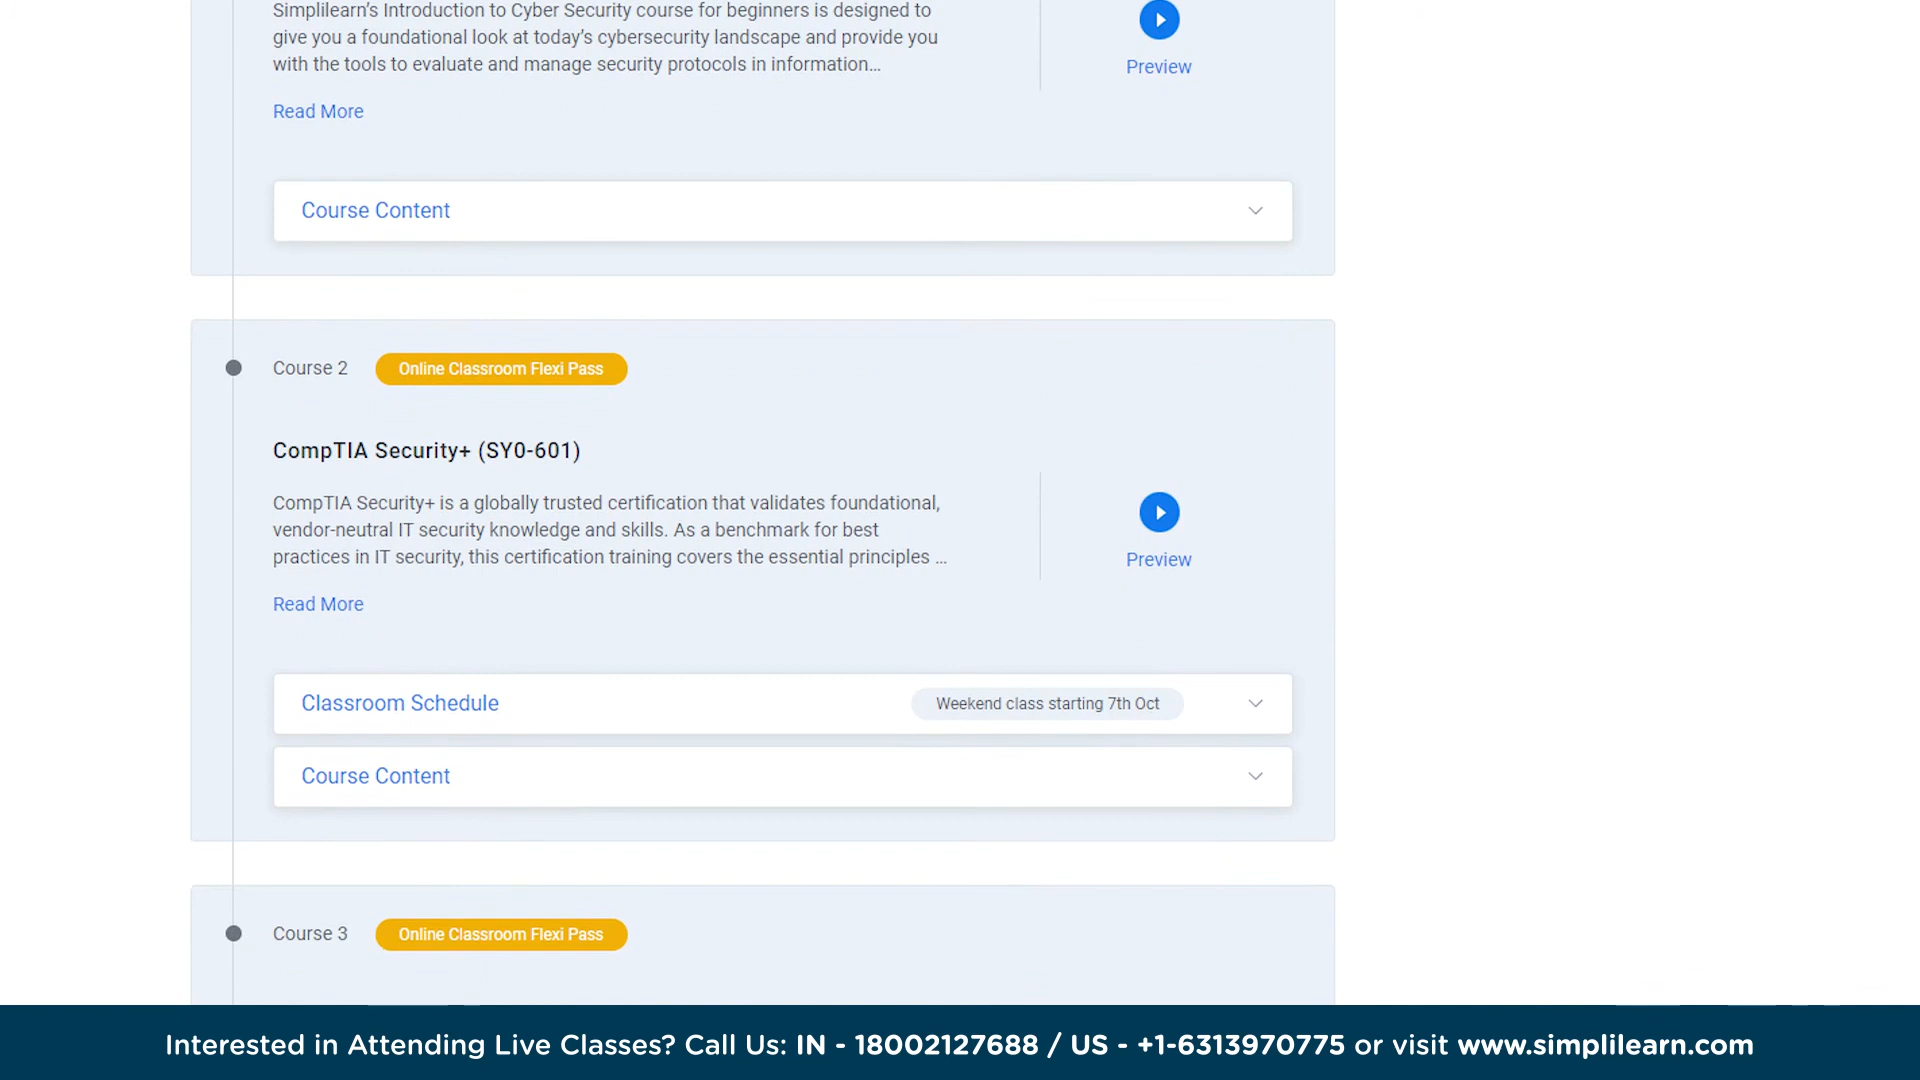 Simplilearn’s Introduction to Cyber Security course for beginners is designed to
give you a foundational look at today’s cybersecurity landscape and provide you
with the tools to evaluate and manage security protocols in information...
Preview
Read More
Course Content
Course 2
Online Classroom Flexi Pass
CompTIA Security+ (SY0-601)
CompTIA Security+ is a globally trusted certification that validates foundational,
vendor-neutral IT security knowledge and skills. As a benchmark for best
practices in IT security, this certification training covers the essential principles ...
Preview
Read More
Classroom Schedule
Weekend class starting 7th Oct
Course Content
Course 3
Online Classroom Flexi Pass
Interested in Attending Live Classes? Call Us: IN - 18002127688 / US - +1-6313970775 or visit www.simplilearn.com